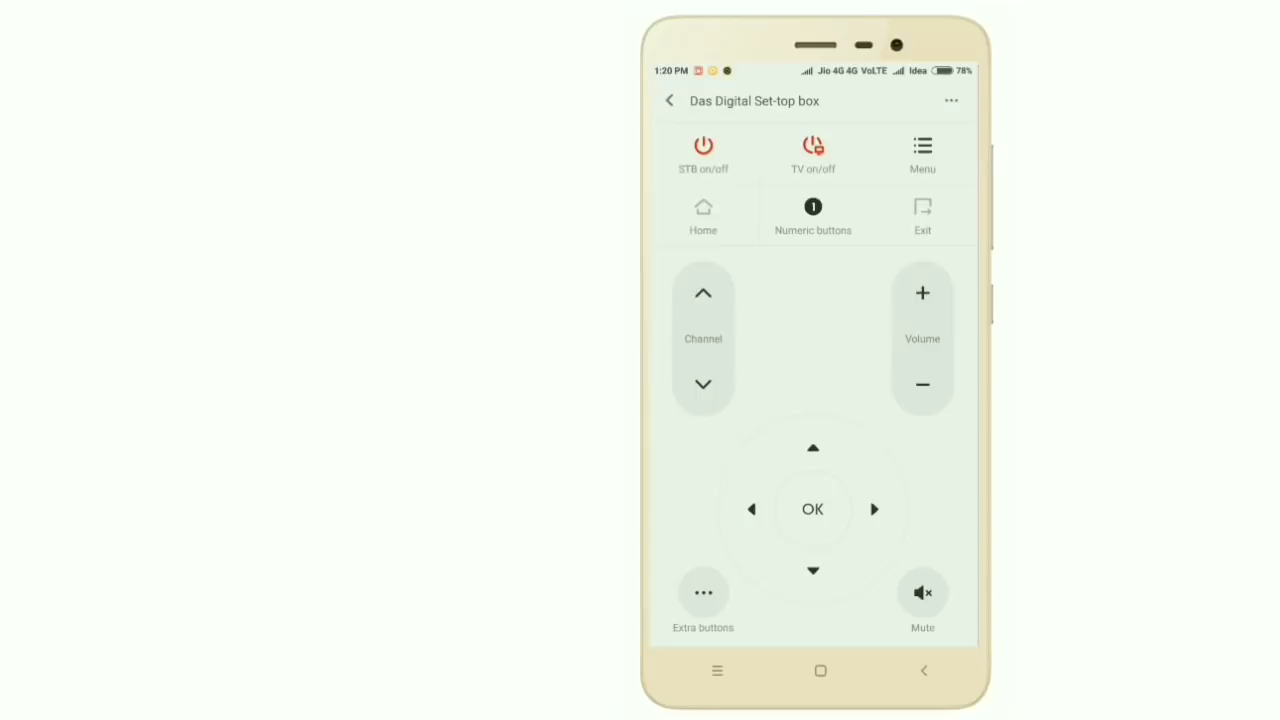 1:20 PM Jio 4G 4G VoLTE Idea 78%
Das Digital Set-top box
STB on/off TV on/off Menu
1
Home Numeric buttons Exit
Channel Volume
OK
Extra buttons Mute